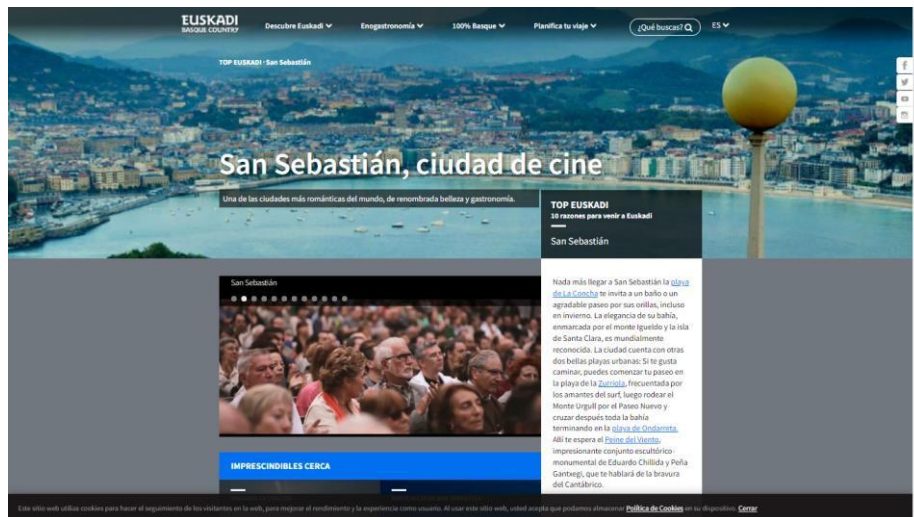 EUSKADI
BASQUE COUNTRY
Descubre Euskadi
Enogastronomía
100% Basque
Planifica tu viaje
¿Qué buscas?
ES
TOP EUSKADI · San Sebastián
San Sebastián, ciudad de cine
Una de las ciudades más románticas del mundo, de renombrada belleza y gastronomía.
TOP EUSKADI
10 razones para venir a Euskadi
San Sebastián
San Sebastián
Nada más llegar a San Sebastián la playa
de La Concha te invita a un baño o un
agradable paseo por sus orillas, incluso
en invierno. La elegancia de su bahía,
enmarcada por el monte Igueldo y la isla
de Santa Clara, es mundialmente
reconocida. La ciudad cuenta con otras
dos bellas playas urbanas: Si te gusta
caminar, puedes comenzar tu paseo en
la playa de la Zurriola, frecuentada por
los amantes del surf, luego rodear el
Monte Urgull por el Paseo Nuevo y
cruzar después toda la bahía
terminando en la playa de Ondarreta.
Allí te espera el Peine del Viento,
impresionante conjunto escultórico-
monumental de Eduardo Chillida y Peña
Gantxegi, que te hablará de la bravura
del Cantábrico.
IMPRESCINDIBLES CERCA
Este sitio web utiliza cookies para hacer el seguimiento de los visitantes en la web, para mejorar el rendimiento y la experiencia como usuario. Al usar este sitio web, usted acepta que podamos almacenar Política de Cookies en su dispositivo. Cerrar